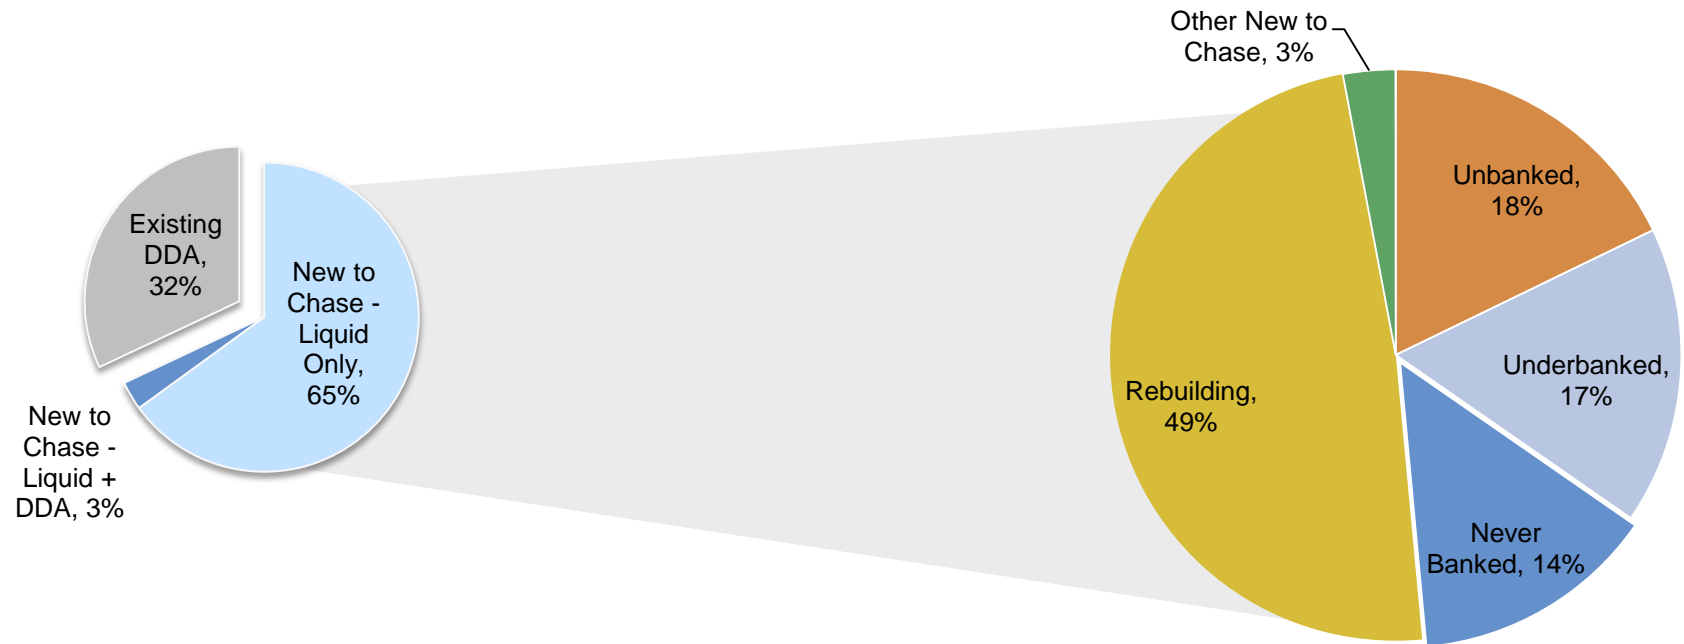 Existing
DDA,
32%
New to
Chase -
Liquid
Only,
65%
New to
Chase -
Liquid +
DDA, 3%
Other New to
Chase, 3%
Unbanked,
18%
Underbanked,
17%
Never
Banked, 14%
Rebuilding,
49%